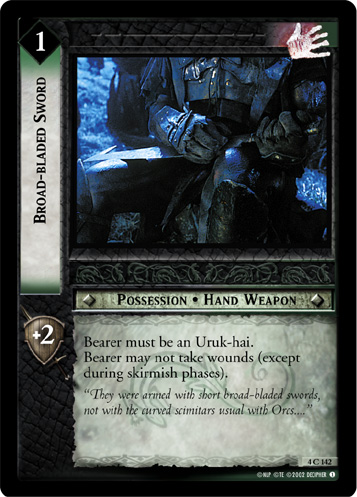 1
BROAD-BLADED SWORD
POSSESSION • HAND WEAPON
+2
Bearer must be an Uruk-hai.
Bearer may not take wounds (except
during skirmish phases).
“They were armed with short broad-bladed swords,
not with the curved scimitars usual with Orcs....”
4 C 142
©NLP ©TE ©2002 DECIPHER